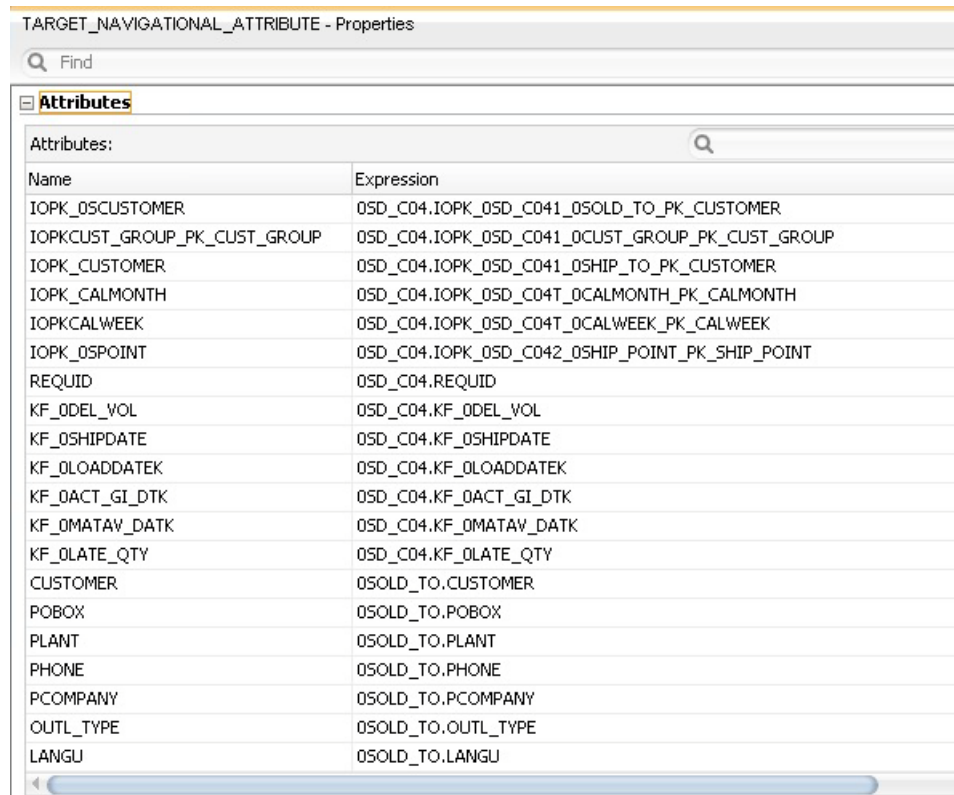 TARGET_NAVIGATIONAL_ATTRIBUTE - Properties
Find
Attributes
Attributes:
Name Expression
IOPK_0SCUSTOMER 0SD_C04.IOPK_0SD_C041_0SOLD_TO_PK_CUSTOMER
IOPKCUST_GROUP_PK_CUST_GROUP 0SD_C04.IOPK_0SD_C041_0CUST_GROUP_PK_CUST_GROUP
IOPK_CUSTOMER 0SD_C04.IOPK_0SD_C041_0SHIP_TO_PK_CUSTOMER
IOPK_CALMONTH 0SD_C04.IOPK_0SD_C04T_0CALMONTH_PK_CALMONTH
IOPKCALWEEK 0SD_C04.IOPK_0SD_C04T_0CALWEEK_PK_CALWEEK
IOPK_0SPOINT 0SD_C04.IOPK_0SD_C042_0SHIP_POINT_PK_SHIP_POINT
REQUID 0SD_C04.REQUID
KF_0DEL_VOL 0SD_C04.KF_0DEL_VOL
KF_0SHIPDATE 0SD_C04.KF_0SHIPDATE
KF_0LOADDATEK 0SD_C04.KF_0LOADDATEK
KF_0ACT_GI_DTK 0SD_C04.KF_0ACT_GI_DTK
KF_0MATAV_DATK 0SD_C04.KF_0MATAV_DATK
KF_0LATE_QTY 0SD_C04.KF_0LATE_QTY
CUSTOMER 0SOLD_TO.CUSTOMER
POBOX 0SOLD_TO.POBOX
PLANT 0SOLD_TO.PLANT
PHONE 0SOLD_TO.PHONE
PCOMPANY 0SOLD_TO.PCOMPANY
OUTL_TYPE 0SOLD_TO.OUTL_TYPE
LANGU 0SOLD_TO.LANGU